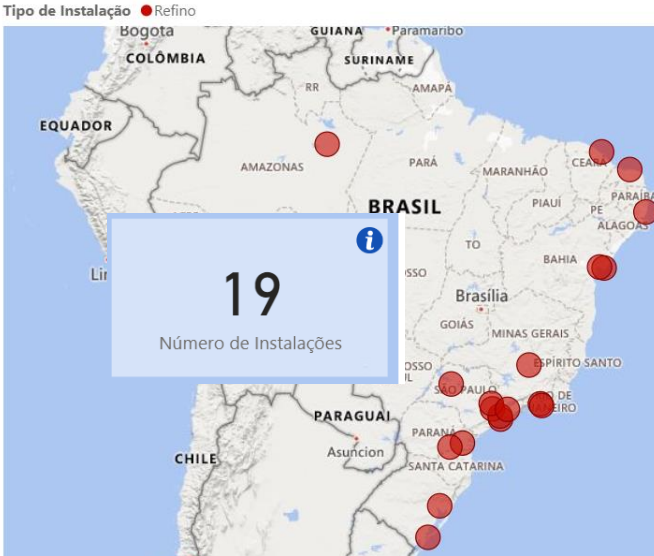 Tipo de Instalação Refino
Bogota
GUIANA
Paramaribo
COLÔMBIA
SURINAME
RR
AMAPÁ
EQUADOR
AMAZONAS
PARÁ
MARANHÃO
CEARÁ
PARAÍBA
BRASIL
PIAUÍ
PE
ALAGOAS
i
TO
BAHIA
Lir
OSSO
19
Brasília
GOIÁS
MINAS GERAIS
Número de Instalações
ESPÍRITO SANTO
OSSO
UL
SÃO PAULO
DE
JANEIRO
PARAGUAI
PARANÁ
Asuncion
CHILE
SANTA CATARINA